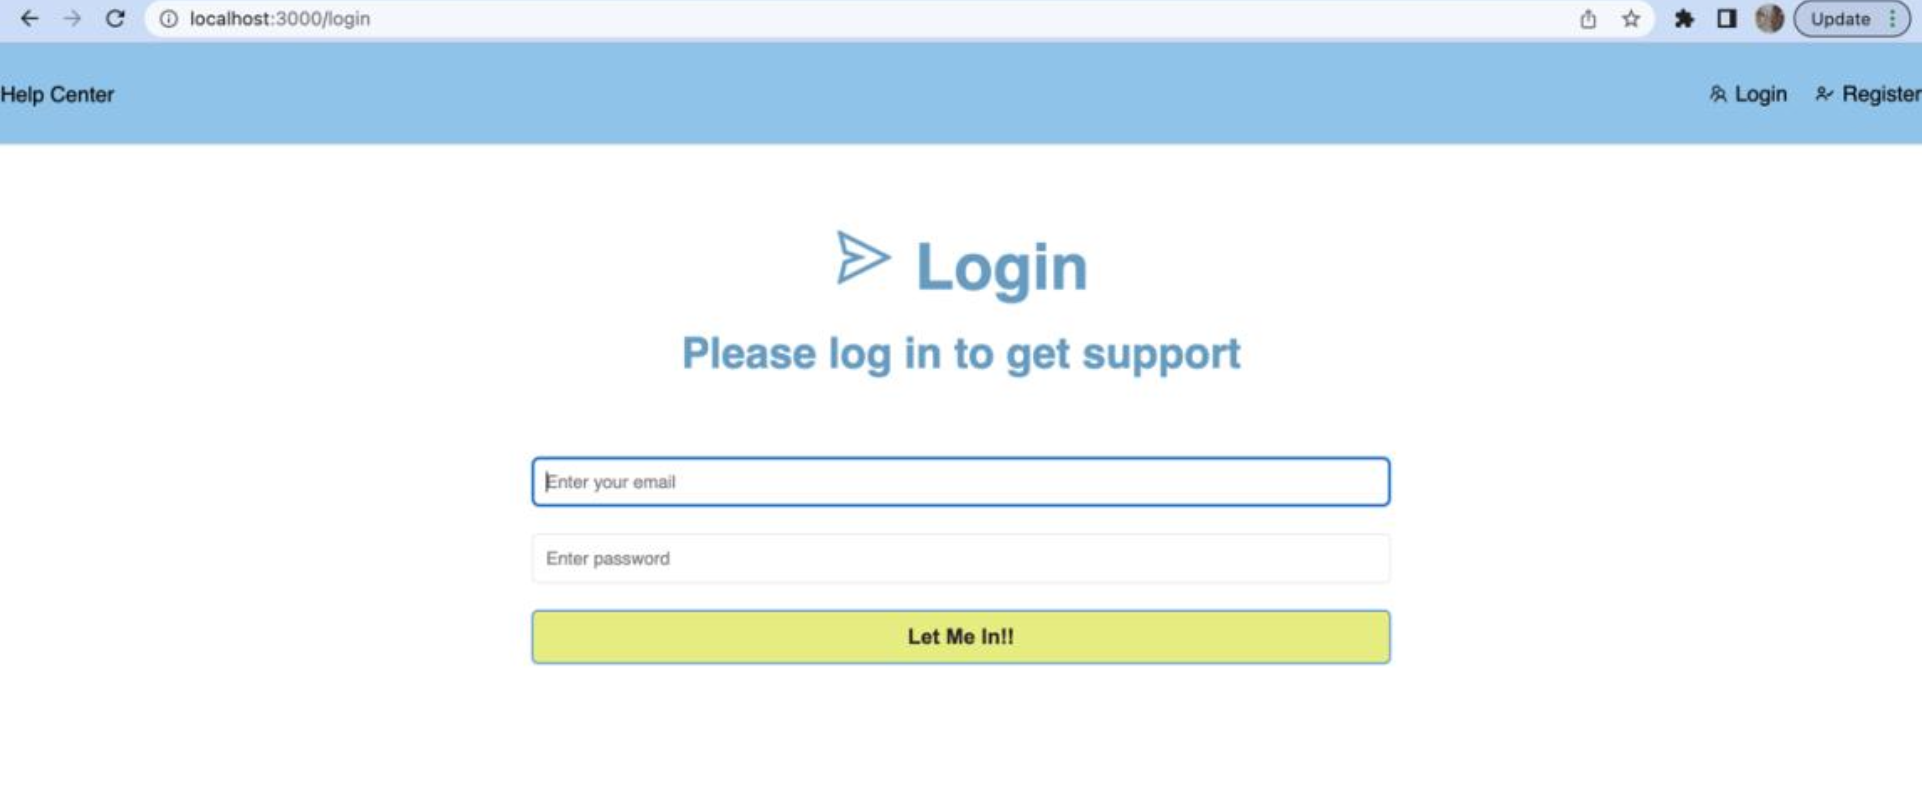 localhost:3000/login
Update
Help Center
Login
Register
Login
Please log in to get support
Enter your email
Enter password
Let Me In!!